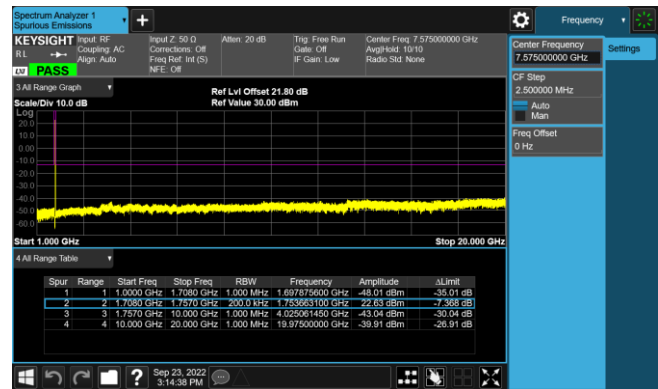 Spectrum Analyzer 1
Spurious Emissions
Frequency
KEYSIGHT
RL
Input: RF
Coupling: AC
Align: Auto
Input Z: 50 Ω
Corrections: Off
Freq Ref: Int (S)
NFE: Off
Atten: 20 dB
Trig: Free Run
Gate: Off
IF Gain: Low
Center Freq: 7.575000000 GHz
Avg|Hold: 10/10
Radio Std: None
PASS
Center Frequency
7.575000000 GHz
Settings
CF Step
2.500000 MHz
Auto
Man
Freq Offset
0 Hz
3 All Range Graph
Scale/Div 10.0 dB
Ref Lvl Offset 21.80 dB
Ref Value 30.00 dBm
Log
20.0
10.0
0.00
-10.0
-20.0
-30.0
-40.0
-50.0
-60.0
Start 1.000 GHz
Stop 20.000 GHz
4 All Range Table
Spur Range Start Freq Stop Freq RBW Frequency Amplitude ΔLimit
1 1 1.0000 GHz 1.7080 GHz 1.000 MHz 1.697875600 GHz -48.01 dBm -35.01 dB
2 2 1.7080 GHz 1.7570 GHz 200.0 kHz 1.753663100 GHz 22.63 dBm -7.368 dB
3 3 1.7570 GHz 10.000 GHz 1.000 MHz 4.025061450 GHz -43.04 dBm -30.04 dB
4 4 10.000 GHz 20.000 GHz 1.000 MHz 19.97500000 GHz -39.91 dBm -26.91 dB
?
Sep 23, 2022
3:14:38 PM